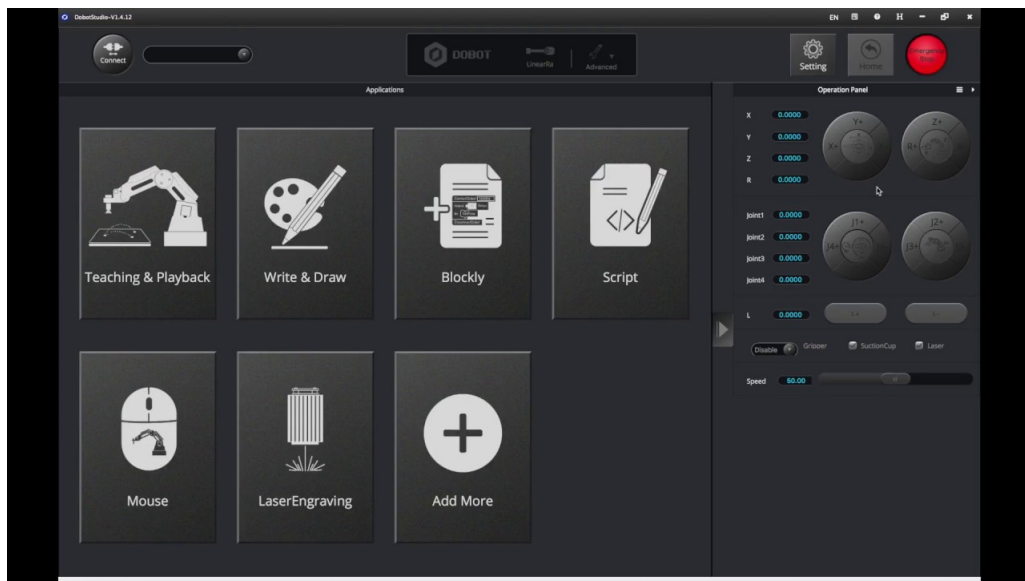 DobotStudio-V1.4.12
EN
H
Connect
DOBOT
LinearRa
Advanced
Setting
Home
Emergency
Stop
Applications
Operation Panel
Teaching & Playback
Write & Draw
Blockly
Script
Mouse
LaserEngraving
Add More
X 0.0000
Y 0.0000
Z 0.0000
R 0.0000
Y+
X+
Z+
R+
Joint1 0.0000
Joint2 0.0000
Joint3 0.0000
Joint4 0.0000
J1+
J4+
J2+
J3+
L 0.0000
L+
L-
Disable
Gripper
SuctionCup
Laser
Speed 50.00